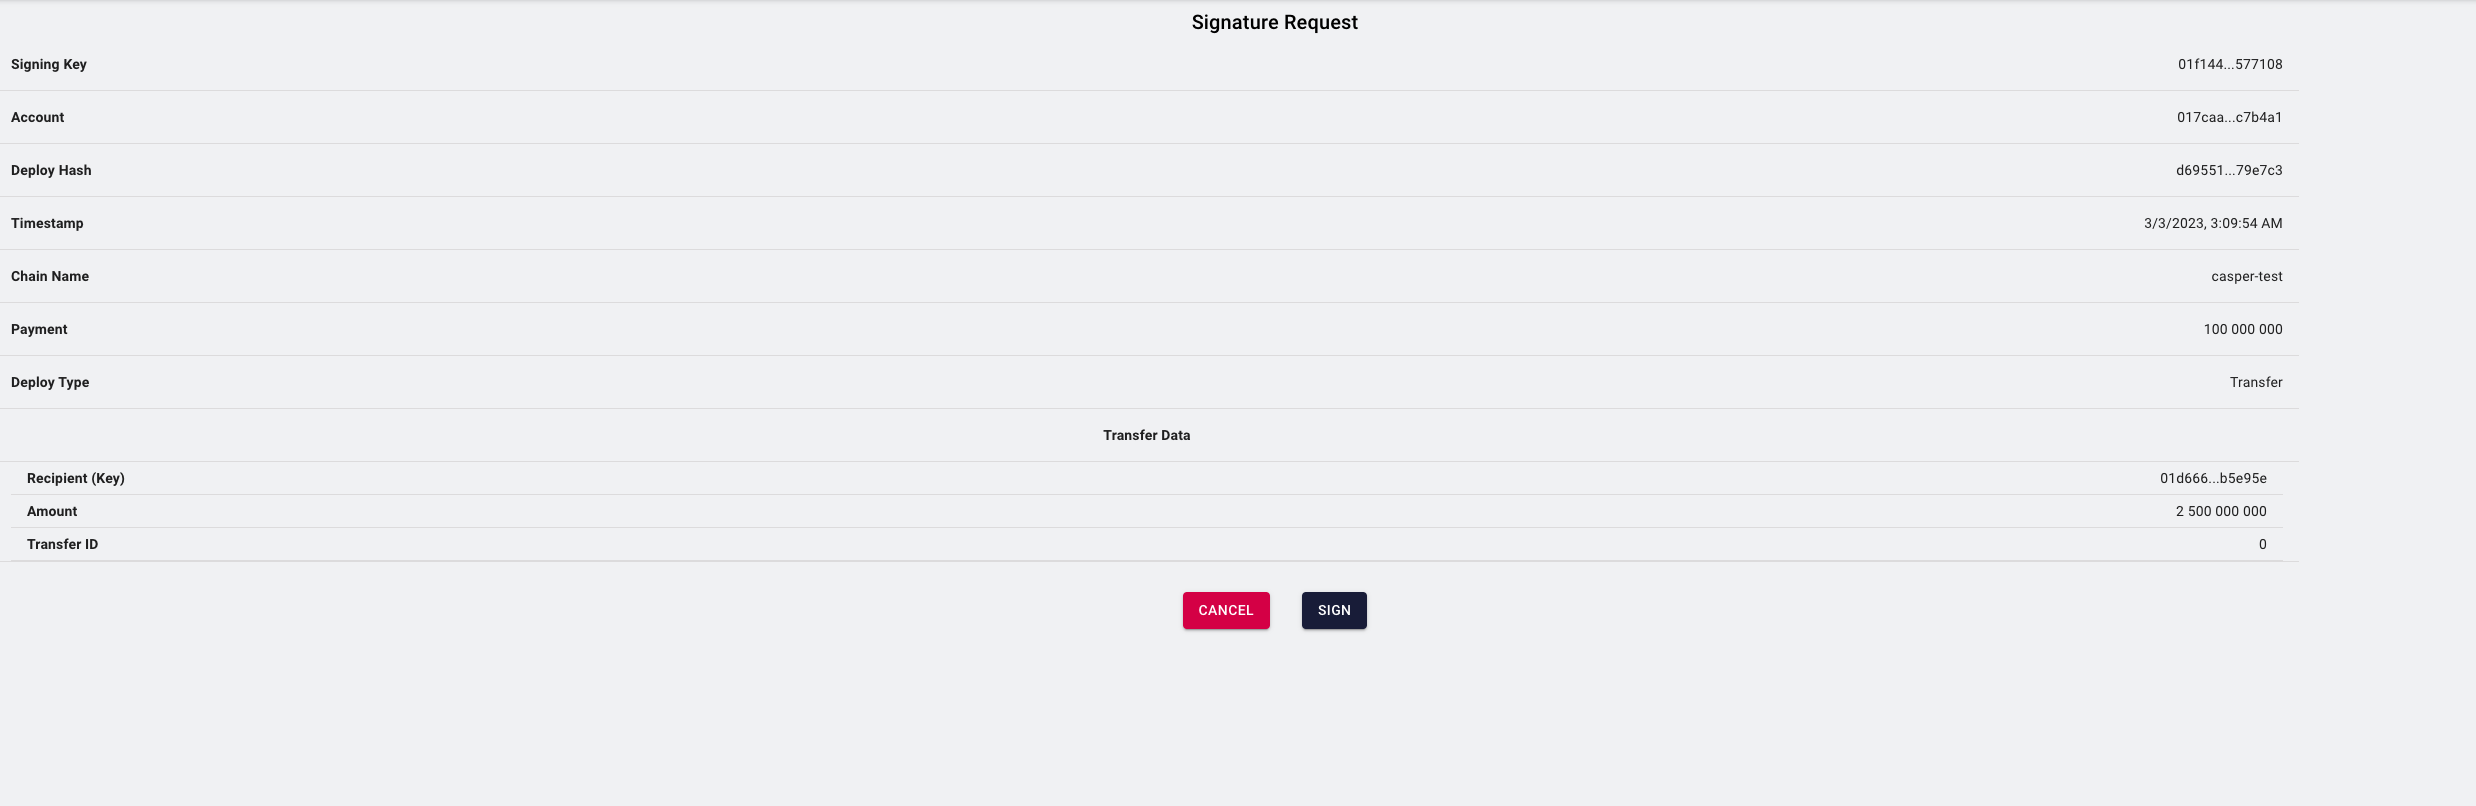 Signature Request
Signing Key 01f144...577108
Account 017caa...c7b4a1
Deploy Hash d69551...79e7c3
Timestamp 3/3/2023, 3:09:54 AM
Chain Name casper-test
Payment 100 000 000
Deploy Type Transfer
Transfer Data
Recipient (Key) 01d666...b5e95e
Amount 2 500 000 000
Transfer ID 0
CANCEL SIGN